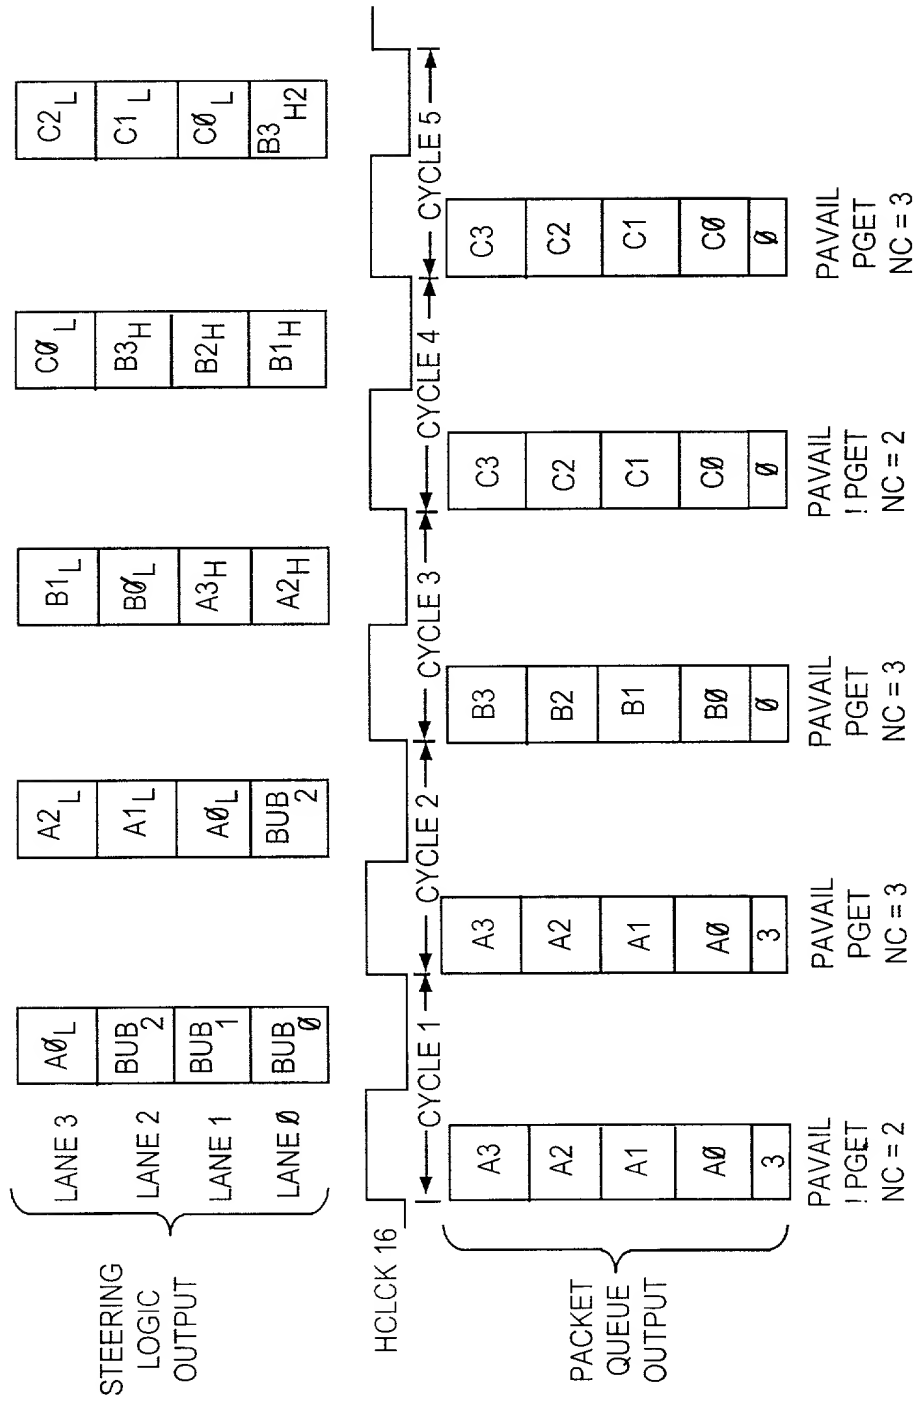 STEERING
LOGIC
OUTPUT
LANE 3
LANE 2
LANE 1
LANE Ø
AØL
BUB2
BUB1
BUBØ
A2L
A1L
AØL
BUB2
B1L
BØL
A3H
A2H
CØL
B3H
B2H
B1H
C2L
C1L
CØL
B3H2
HCLCK 16
CYCLE 1
CYCLE 2
CYCLE 3
CYCLE 4
CYCLE 5
PACKET
QUEUE
OUTPUT
A3
A2
A1
AØ
3
PAVAIL
! PGET
NC = 2
A3
A2
A1
AØ
3
PAVAIL
PGET
NC = 3
B3
B2
B1
BØ
Ø
PAVAIL
PGET
NC = 3
C3
C2
C1
CØ
Ø
PAVAIL
! PGET
NC = 2
C3
C2
C1
CØ
Ø
PAVAIL
PGET
NC = 3